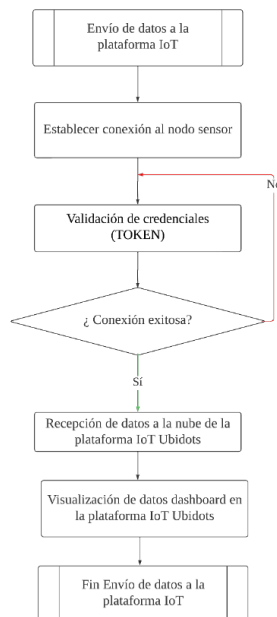 Envío de datos a la
plataforma IoT
Establecer conexión al nodo sensor
No
Validación de credenciales
(TOKEN)
¿ Conexión exitosa?
Sí
Recepción de datos a la nube de la
plataforma IoT Ubidots
Visualización de datos dashboard en
la plataforma IoT Ubidots
Fin Envío de datos a la
plataforma IoT